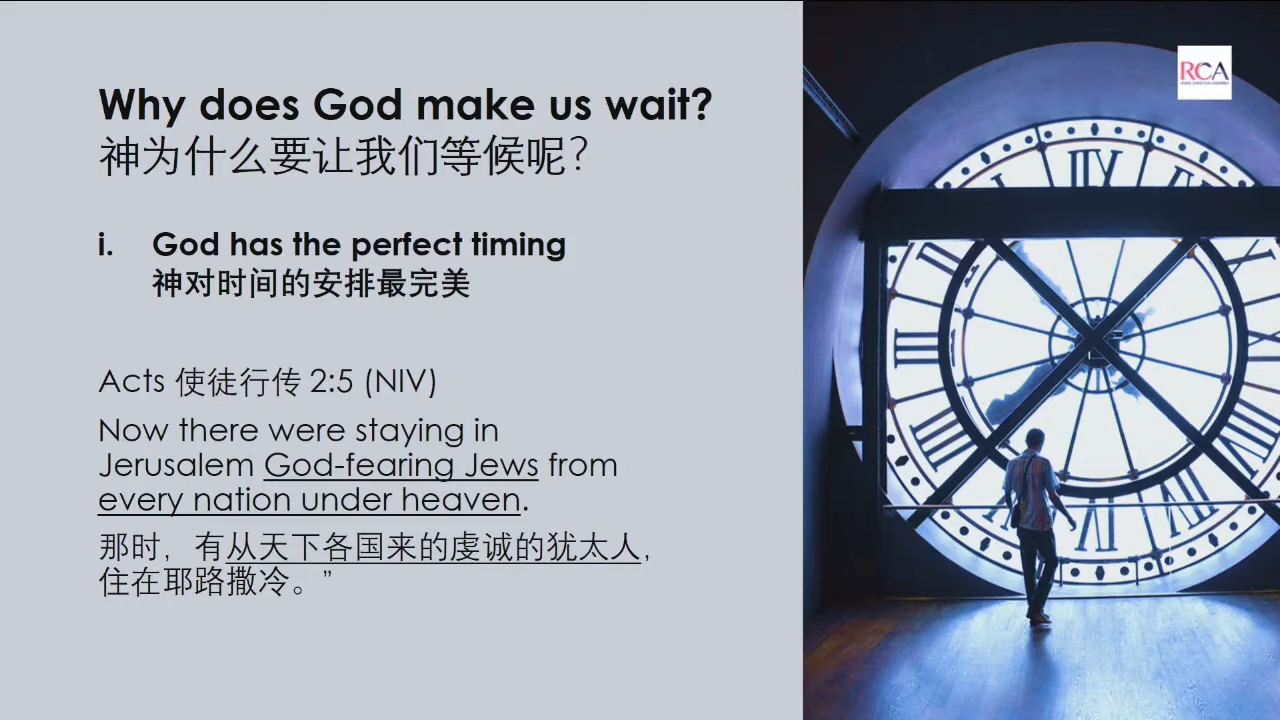 Why does God make us wait?
神为什么要让我们等候呢?
i. God has the perfect timing
神对时间的安排最完美
Acts 使徒行传 2:5 (NIV)
Now there were staying in
Jerusalem God-fearing Jews from
every nation under heaven.
那时，有从天下各国来的虔诚的犹太人，
住在耶路撒冷。”
RCA